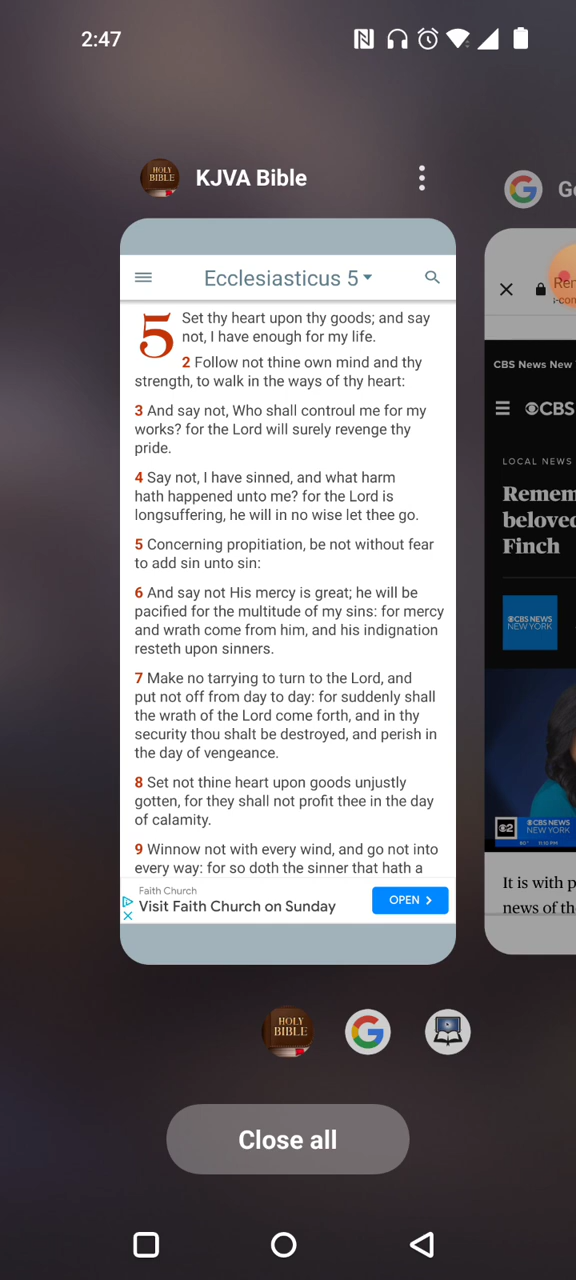 2:47
HOLY
BIBLE
KJVA Bible
Ecclesiasticus 5
5 Set thy heart upon thy goods; and say
not, I have enough for my life.
2 Follow not thine own mind and thy
strength, to walk in the ways of thy heart:
3 And say not, Who shall controul me for my
works? for the Lord will surely revenge thy
pride.
4 Say not, I have sinned, and what harm
hath happened unto me? for the Lord is
longsuffering, he will in no wise let thee go.
5 Concerning propitiation, be not without fear
to add sin unto sin:
6 And say not His mercy is great; he will be
pacified for the multitude of my sins: for mercy
and wrath come from him, and his indignation
resteth upon sinners.
7 Make no tarrying to turn to the Lord, and
put not off from day to day: for suddenly shall
the wrath of the Lord come forth, and in thy
security thou shalt be destroyed, and perish in
the day of vengeance.
8 Set not thine heart upon goods unjustly
gotten, for they shall not profit thee in the day
of calamity.
9 Winnow not with every wind, and go not into
every way: for so doth the sinner that hath a
Faith Church
Visit Faith Church on Sunday
OPEN
G
CBS News New
CBS
LOCAL NEWS
Remem
beloved
Finch
CBS NEWS
NEW YORK
2 CBS NEWS
NEW YORK
80° 11:10 PM
It is with p
news of th
HOLY
BIBLE
G
Close all